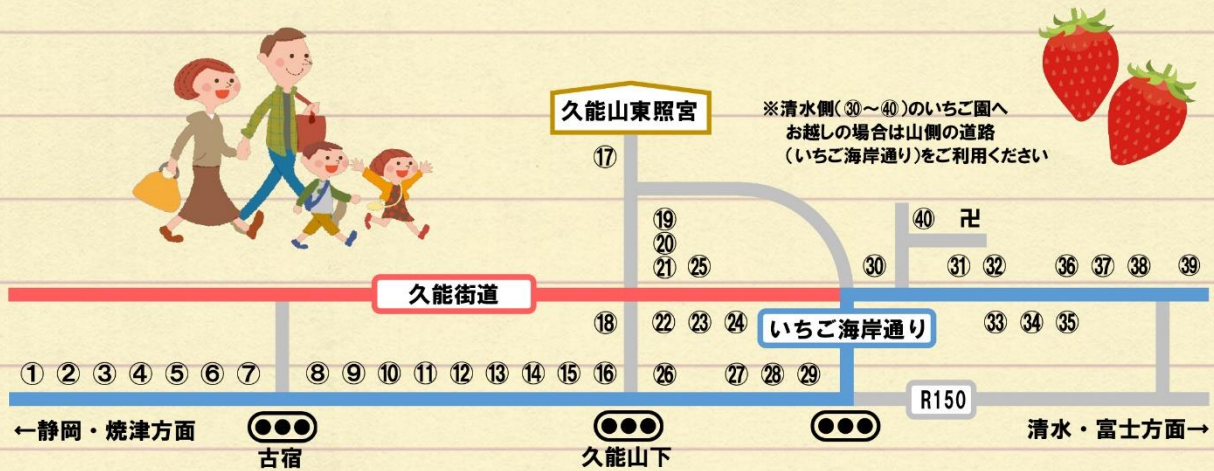 久能山東照宮
※清水側(㉚～㊵)のいちご園へ
お越しの場合は山側の道路
(いちご海岸通り)をご利用ください
⑰
⑲
⑳
㉑ ㉕
㊵ 卍
㉚ ㉛ ㉜ ㊱ ㊲ ㊳ ㊴
久能街道
⑱ ㉒ ㉓ ㉔ いちご海岸通り ㉝ ㉞ ㉟
① ② ③ ④ ⑤ ⑥ ⑦ ⑧ ⑨ ⑩ ⑪ ⑫ ⑬ ⑭ ⑮ ⑯ ㉖ ㉗ ㉘ ㉙
R150
←静岡・焼津方面
清水・富士方面→
古宿
久能山下